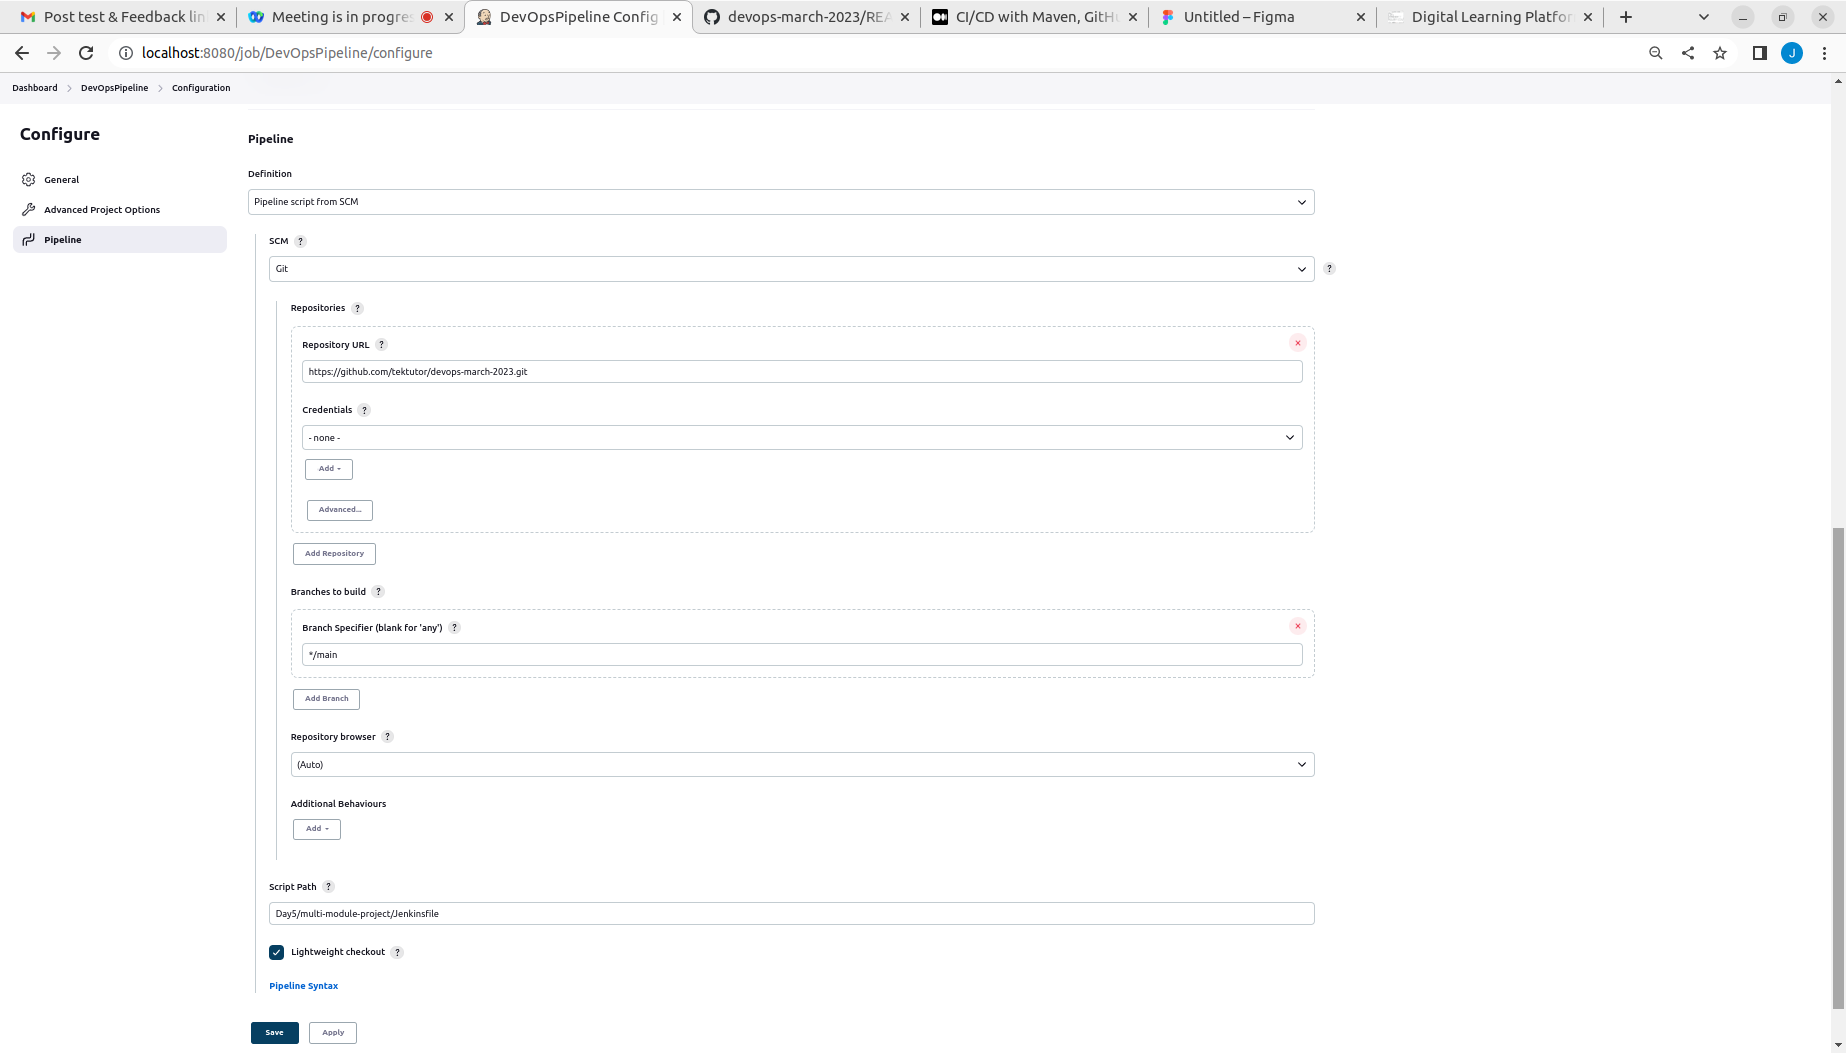 Post test & Feedback lin
Meeting is in progres
DevOpsPipeline Config
devops-march-2023/REA
CI/CD with Maven, GitHu
Untitled – Figma
Digital Learning Platfor
localhost:8080/job/DevOpsPipeline/configure
J
Dashboard
DevOpsPipeline
Configuration
Configure
General
Advanced Project Options
Pipeline
Pipeline
Definition
Pipeline script from SCM
SCM ?
Git
?
Repositories ?
Repository URL ?
https://github.com/tektutor/devops-march-2023.git
Credentials ?
- none -
Add
Advanced...
Add Repository
Branches to build ?
Branch Specifier (blank for 'any') ?
*/main
Add Branch
Repository browser ?
(Auto)
Additional Behaviours
Add
Script Path ?
Day5/multi-module-project/Jenkinsfile
Lightweight checkout ?
Pipeline Syntax
Save
Apply